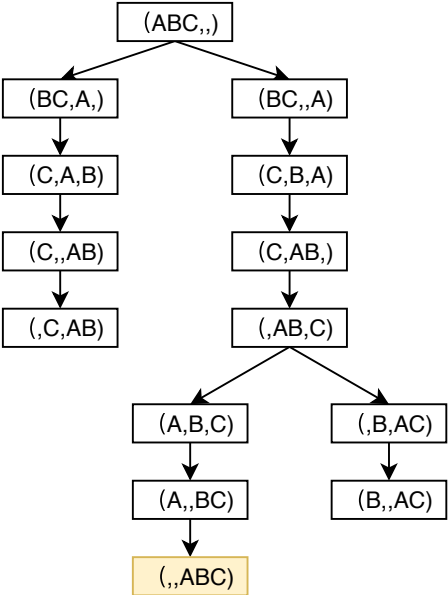 (ABC,,)
(BC,A,) (BC,,A)
(C,A,B) (C,B,A)
(C,,AB) (C,AB,)
(,C,AB) (,AB,C)
(A,B,C) (,B,AC)
(A,,BC) (B,,AC)
(,,ABC)